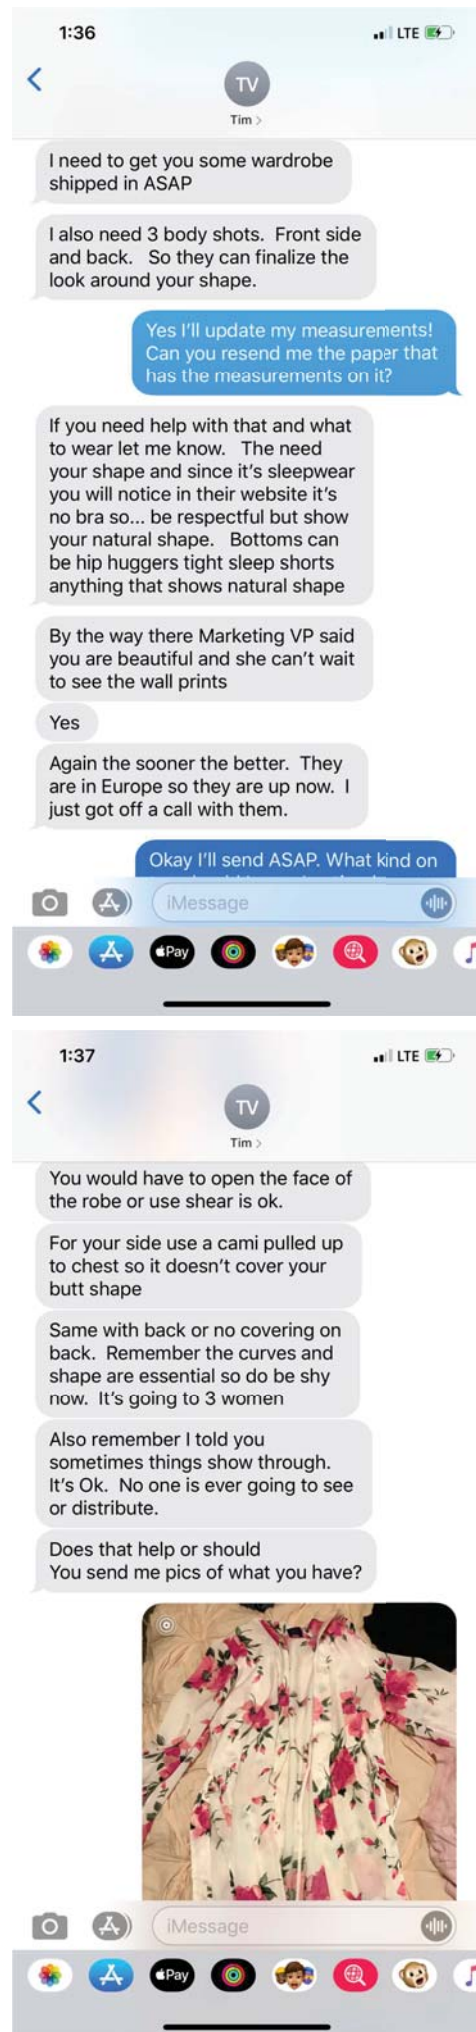 1:36
LTE
TV
Tim >
I need to get you some wardrobe
shipped in ASAP
I also need 3 body shots. Front side
and back. So they can finalize the
look around your shape.
Yes I'll update my measurements!
Can you resend me the paper that
has the measurements on it?
If you need help with that and what
to wear let me know. The need
your shape and since it's sleepwear
you will notice in their website it's
no bra so... be respectful but show
your natural shape. Bottoms can
be hip huggers tight sleep shorts
anything that shows natural shape
By the way there Marketing VP said
you are beautiful and she can't wait
to see the wall prints
Yes
Again the sooner the better. They
are in Europe so they are up now. I
just got off a call with them.
Okay I'll send ASAP. What kind on
iMessage
Pay
1:37
LTE
TV
Tim >
You would have to open the face of
the robe or use shear is ok.
For your side use a cami pulled up
to chest so it doesn't cover your
butt shape
Same with back or no covering on
back. Remember the curves and
shape are essential so do be shy
now. It's going to 3 women
Also remember I told you
sometimes things show through.
It's Ok. No one is ever going to see
or distribute.
Does that help or should
You send me pics of what you have?
iMessage
Pay